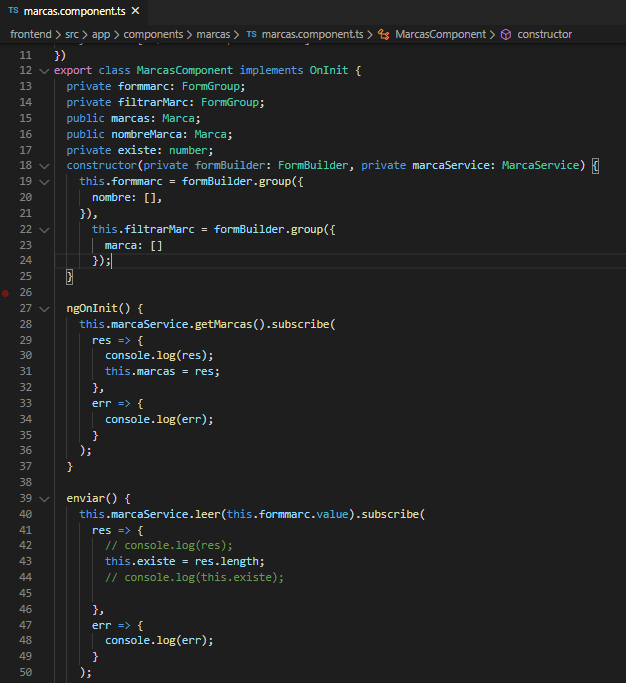 TS marcas.component.ts ×
frontend > src > app > components > marcas > TS marcas.component.ts > MarcasComponent > constructor
11 })
12 export class MarcasComponent implements OnInit {
13 private formmarc: FormGroup;
14 private filtrarMarc: FormGroup;
15 public marcas: Marca;
16 public nombreMarca: Marca;
17 private existe: number;
18 constructor(private formBuilder: FormBuilder, private marcaService: MarcaService) {
19 this.formmarc = formBuilder.group({
20 nombre: [],
21 }),
22 this.filtrarMarc = formBuilder.group({
23 marca: []
24 });
25 }
26
27 ngOnInit() {
28 this.marcaService.getMarcas().subscribe(
29 res => {
30 console.log(res);
31 this.marcas = res;
32 },
33 err => {
34 console.log(err);
35 }
36 );
37 }
38
39 enviar() {
40 this.marcaService.leer(this.formmarc.value).subscribe(
41 res => {
42 // console.log(res);
43 this.existe = res.length;
44 // console.log(this.existe);
45
46 },
47 err => {
48 console.log(err);
49 }
50 );